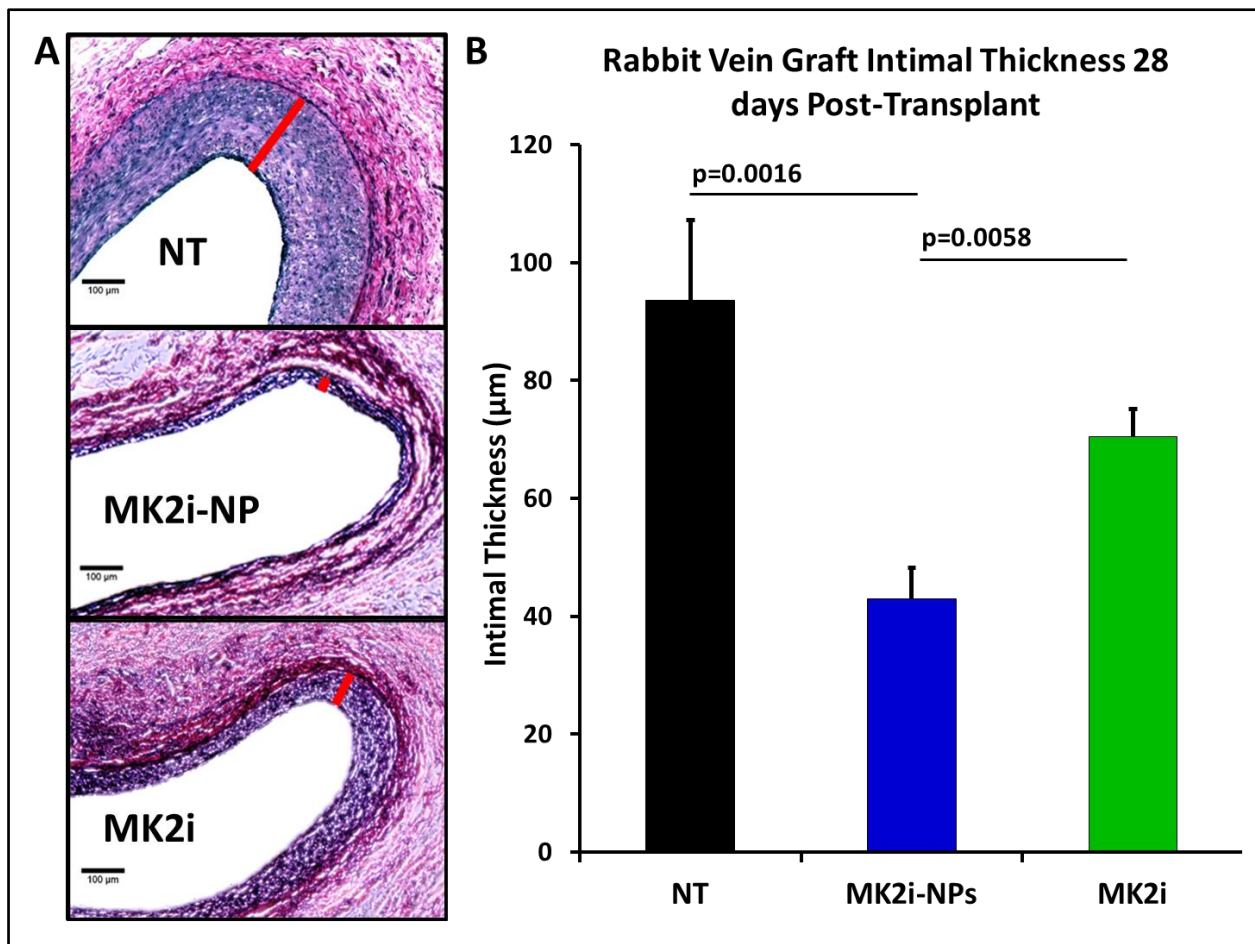 A
NT
100 µm
MK2i-NP
100 µm
MK2i
100 µm
B
Rabbit Vein Graft Intimal Thickness 28
days Post-Transplant
Intimal Thickness (µm)
120
100
80
60
40
20
0
p=0.0016
p=0.0058
NT
MK2i-NPs
MK2i